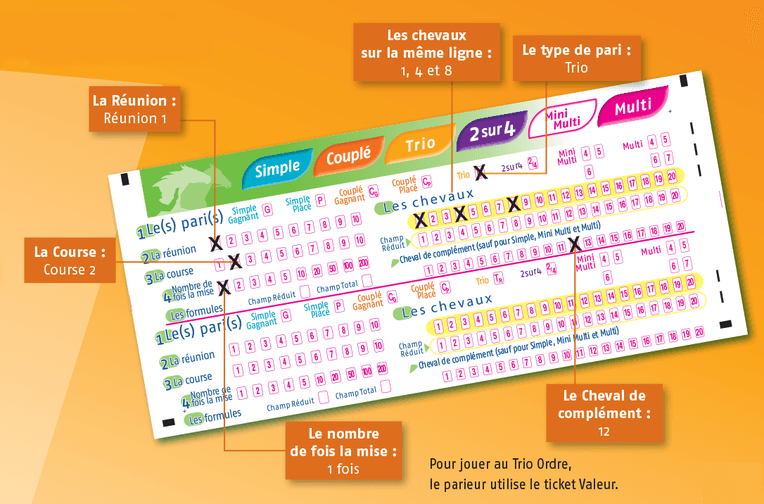 Les chevaux
sur la même ligne :
1, 4 et 8
Le type de pari :
Trio
La Réunion :
Réunion 1
Simple
Couplé
Trio
2 sur 4
Mini
Multi
Multi
1 Le(s) pari(s)
Simple
Gagnant
G
Simple
Placé
P
Couplé
Gagnant
CG
Couplé
Placé
CP
Trio
X
2sur4
2/4
Mini
Multi
4 5
6
Multi
4 5
6 7
2 La réunion
X 2 3 4 5 6 7 8 9 10
3 La course
1 X 3 4 5 6 7 8 9 10
4 Nombre de
fois la mise
X 2 3 4 5 10 20 50 100 200
Les formules
Champ Réduit
Champ Total
Les chevaux
X 2 3 X 5 6 7 X 9 10 11 12 13 14 15 16 17 18 19 20
Champ
Réduit
1 2 3 4 5 6 7 8 9 10 11 12 13 14 15 16 17 18 19 20
Cheval de complément (sauf pour Simple, Mini Multi et Multi)
1 2 3 4 5 6 7 8 9 10 11 X 13 14 15 16 17 18 19 20
La Course :
Course 2
1 Le(s) pari(s)
Simple
Gagnant
G
Simple
Placé
P
Couplé
Gagnant
CG
Couplé
Placé
CP
Trio
TR
2sur4
2/4
Mini
Multi
4 5
6
Multi
4 5
6 7
2 La réunion
1 2 3 4 5 6 7 8 9 10
3 La course
1 2 3 4 5 6 7 8 9 10
4 Nombre de
fois la mise
1 2 3 4 5 10 20 50 100 200
Les formules
Champ Réduit
Champ Total
Les chevaux
1 2 3 4 5 6 7 8 9 10 11 12 13 14 15 16 17 18 19 20
Champ
Réduit
1 2 3 4 5 6 7 8 9 10 11 12 13 14 15 16 17 18 19 20
Cheval de complément (sauf pour Simple, Mini Multi et Multi)
1 2 3 4 5 6 7 8 9 10 11 12 13 14 15 16 17 18 19 20
Le nombre
de fois la mise :
1 fois
Le Cheval de
complément :
12
Pour jouer au Trio Ordre,
le parieur utilise le ticket Valeur.